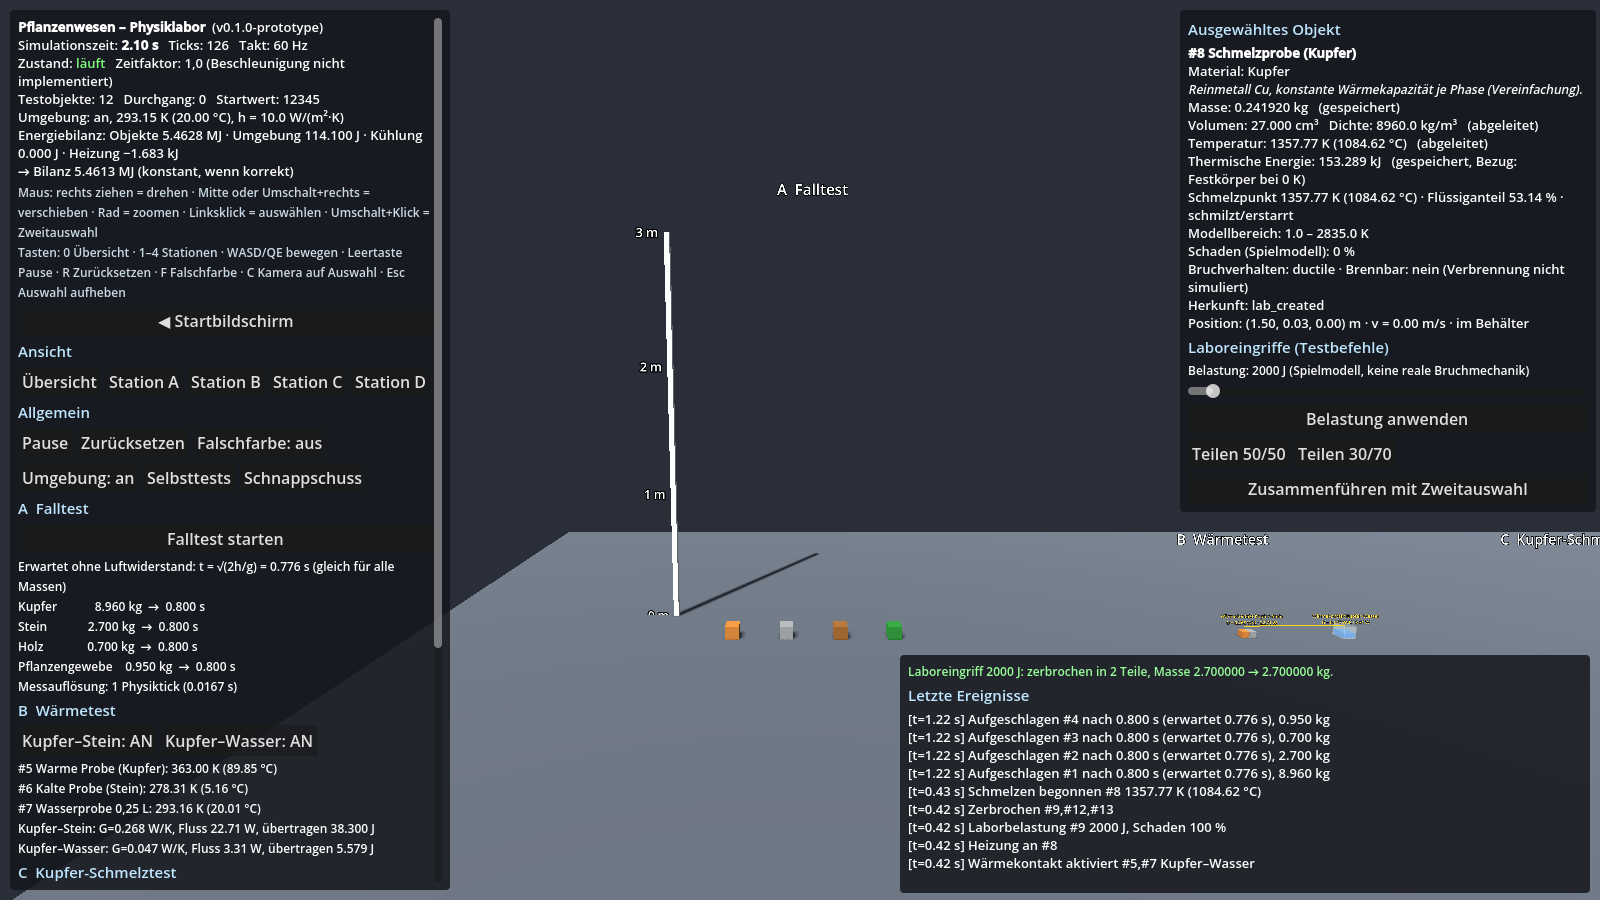 Pflanzenwesen – Physiklabor (v0.1.0-prototype)
Simulationszeit: 2.10 s Ticks: 126 Takt: 60 Hz
Zustand: läuft Zeitfaktor: 1,0 (Beschleunigung nicht
implementiert)
Testobjekte: 12 Durchgang: 0 Startwert: 12345
Umgebung: an, 293.15 K (20.00 °C), h = 10.0 W/(m²·K)
Energiebilanz: Objekte 5.4628 MJ · Umgebung 114.100 J · Kühlung
0.000 J · Heizung −1.683 kJ
→ Bilanz 5.4613 MJ (konstant, wenn korrekt)
Maus: rechts ziehen = drehen · Mitte oder Umschalt+rechts =
verschieben · Rad = zoomen · Linksklick = auswählen · Umschalt+Klick =
Zweitauswahl
Tasten: 0 Übersicht · 1–4 Stationen · WASD/QE bewegen · Leertaste
Pause · R Zurücksetzen · F Falschfarbe · C Kamera auf Auswahl · Esc
Auswahl aufheben
◀ Startbildschirm
Ansicht
Übersicht Station A Station B Station C Station D
Allgemein
Pause Zurücksetzen Falschfarbe: aus
Umgebung: an Selbsttests Schnappschuss
A Falltest
Falltest starten
Erwartet ohne Luftwiderstand: t = √(2h/g) = 0.776 s (gleich für alle
Massen)
Kupfer 8.960 kg → 0.800 s
Stein 2.700 kg → 0.800 s
Holz 0.700 kg → 0.800 s
Pflanzengewebe 0.950 kg → 0.800 s
Messauflösung: 1 Physiktick (0.0167 s)
B Wärmetest
Kupfer–Stein: AN Kupfer–Wasser: AN
#5 Warme Probe (Kupfer): 363.00 K (89.85 °C)
#6 Kalte Probe (Stein): 278.31 K (5.16 °C)
#7 Wasserprobe 0,25 L: 293.16 K (20.01 °C)
Kupfer–Stein: G=0.268 W/K, Fluss 22.71 W, übertragen 38.300 J
Kupfer–Wasser: G=0.047 W/K, Fluss 3.31 W, übertragen 5.579 J
C Kupfer-Schmelztest
A Falltest
3 m
2 m
1 m
0 m
B Wärmetest
C Kupfer-Schm
Ausgewähltes Objekt
#8 Schmelzprobe (Kupfer)
Material: Kupfer
Reinmetall Cu, konstante Wärmekapazität je Phase (Vereinfachung).
Masse: 0.241920 kg (gespeichert)
Volumen: 27.000 cm³ Dichte: 8960.0 kg/m³ (abgeleitet)
Temperatur: 1357.77 K (1084.62 °C) (abgeleitet)
Thermische Energie: 153.289 kJ (gespeichert, Bezug:
Festkörper bei 0 K)
Schmelzpunkt 1357.77 K (1084.62 °C) · Flüssiganteil 53.14 % ·
schmilzt/erstarrt
Modellbereich: 1.0 – 2835.0 K
Schaden (Spielmodell): 0 %
Bruchverhalten: ductile · Brennbar: nein (Verbrennung nicht
simuliert)
Herkunft: lab_created
Position: (1.50, 0.03, 0.00) m · v = 0.00 m/s · im Behälter
Laboreingriffe (Testbefehle)
Belastung: 2000 J (Spielmodell, keine reale Bruchmechanik)
Belastung anwenden
Teilen 50/50 Teilen 30/70
Zusammenführen mit Zweitauswahl
Laboreingriff 2000 J: zerbrochen in 2 Teile, Masse 2.700000 → 2.700000 kg.
Letzte Ereignisse
[t=1.22 s] Aufgeschlagen #4 nach 0.800 s (erwartet 0.776 s), 0.950 kg
[t=1.22 s] Aufgeschlagen #3 nach 0.800 s (erwartet 0.776 s), 0.700 kg
[t=1.22 s] Aufgeschlagen #2 nach 0.800 s (erwartet 0.776 s), 2.700 kg
[t=1.22 s] Aufgeschlagen #1 nach 0.800 s (erwartet 0.776 s), 8.960 kg
[t=0.43 s] Schmelzen begonnen #8 1357.77 K (1084.62 °C)
[t=0.42 s] Zerbrochen #9,#12,#13
[t=0.42 s] Laborbelastung #9 2000 J, Schaden 100 %
[t=0.42 s] Heizung an #8
[t=0.42 s] Wärmekontakt aktiviert #5,#7 Kupfer–Wasser